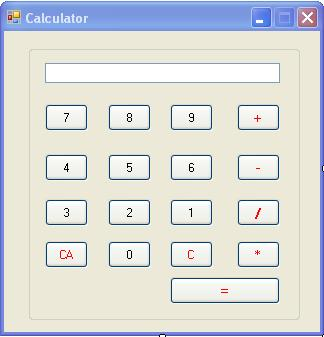 Calculator
7 8 9 +
4 5 6 -
3 2 1 /
CA 0 C *
=